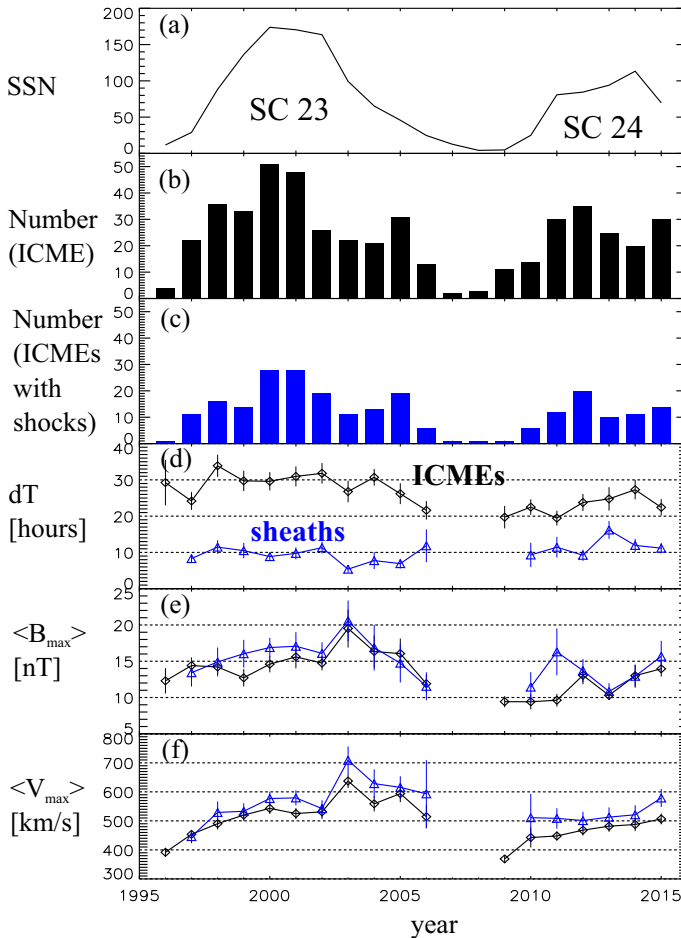 200
(a)
150
SSN
100
SC 23
SC 24
50
0
50
(b)
40
Number
30
(ICME)
20
10
0
Number
50
(c)
(ICMEs
40
with
30
shocks)
20
10
0
40
(d)
ICMEs
30
dT
20
[hours]
sheaths
10
0
25
(e)
<Bmax>
20
[nT]
15
10
5
800
(f)
700
<Vmax>
600
[km/s]
500
400
300
1995
2000
2005
2010
2015
year